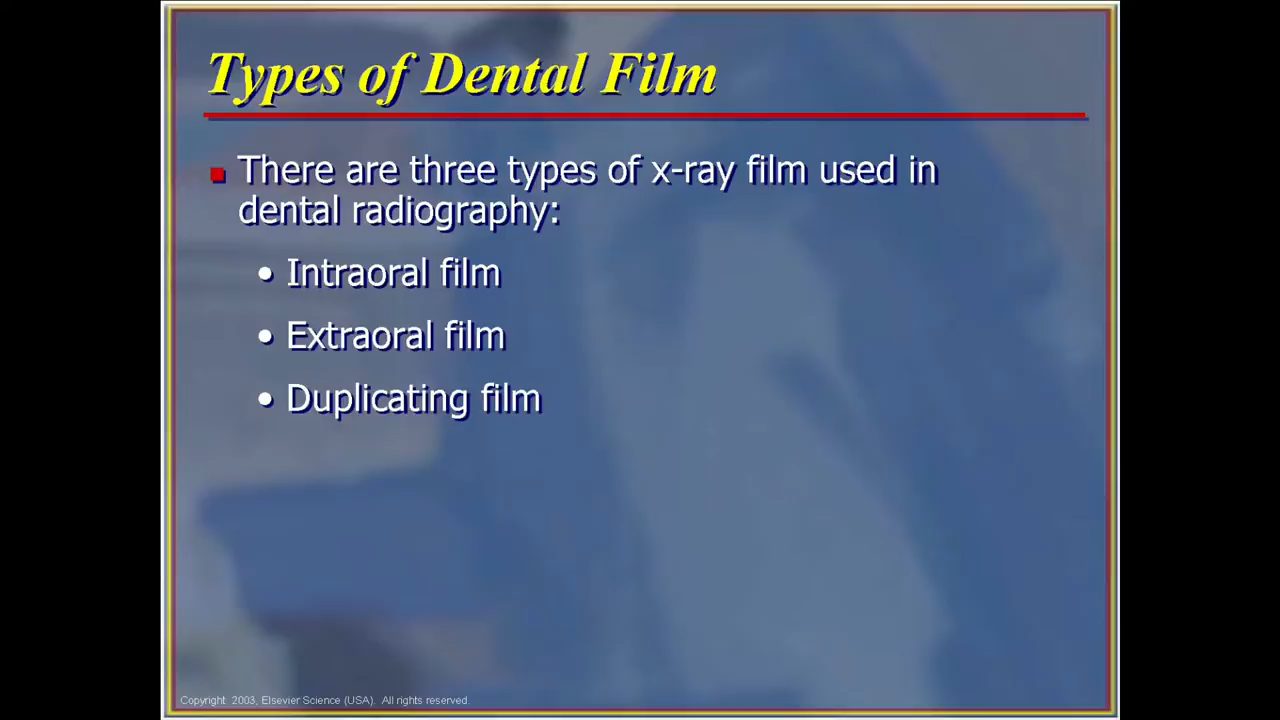 Types of Dental Film
There are three types of x-ray film used in
dental radiography:
• Intraoral film
• Extraoral film
• Duplicating film
Copyright 2003, Elsevier Science (USA). All rights reserved.